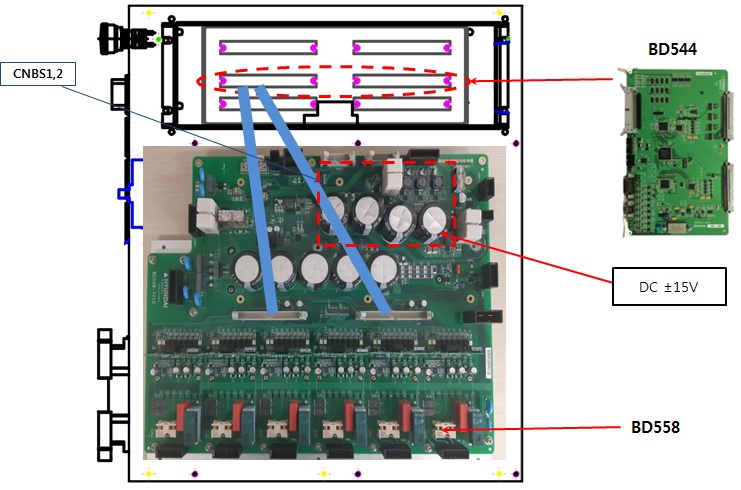 BD544
CNBS1,2
DC ±15V
HYUNDAI
BD558